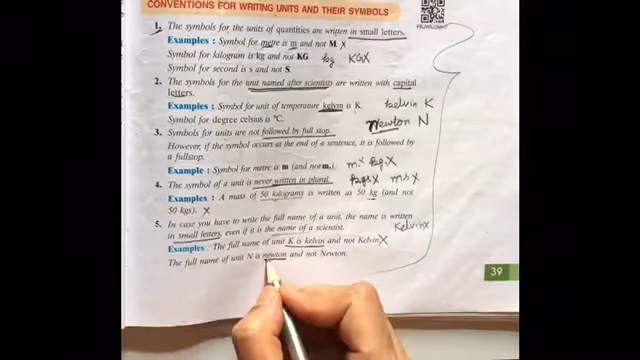 CONVENTIONS FOR WRITING UNITS AND THEIR SYMBOLS
1. The symbols for the units of quantities are written in small letters.
Examples : Symbol for metre is m and not M. X
Symbol for kilogram is kg and not KG. kg KGX
Symbol for second is s and not S.
2. The symbols for the unit named after scientists are written with capital
letters.
Examples : Symbol for unit of temperature kelvin is K. kelvin K
Symbol for degree celsius is °C. Newton N
3. Symbols for units are not followed by full stop.
However, if the symbol occurs at the end of a sentence, it is followed by
a fullstop.
Example : Symbol for metre is m (and not m.) m.X kg.X
4. The symbol of a unit is never written in plural. kgsX msX
Examples : A mass of 50 kilograms is written as 50 kg (and not
50 kgs). X
5. In case you have to write the full name of a unit, the name is written
in small letters, even if it is the name of a scientist. KelvinX
Examples : The full name of unit K is kelvin and not Kelvin X
The full name of unit N is newton and not Newton.
39